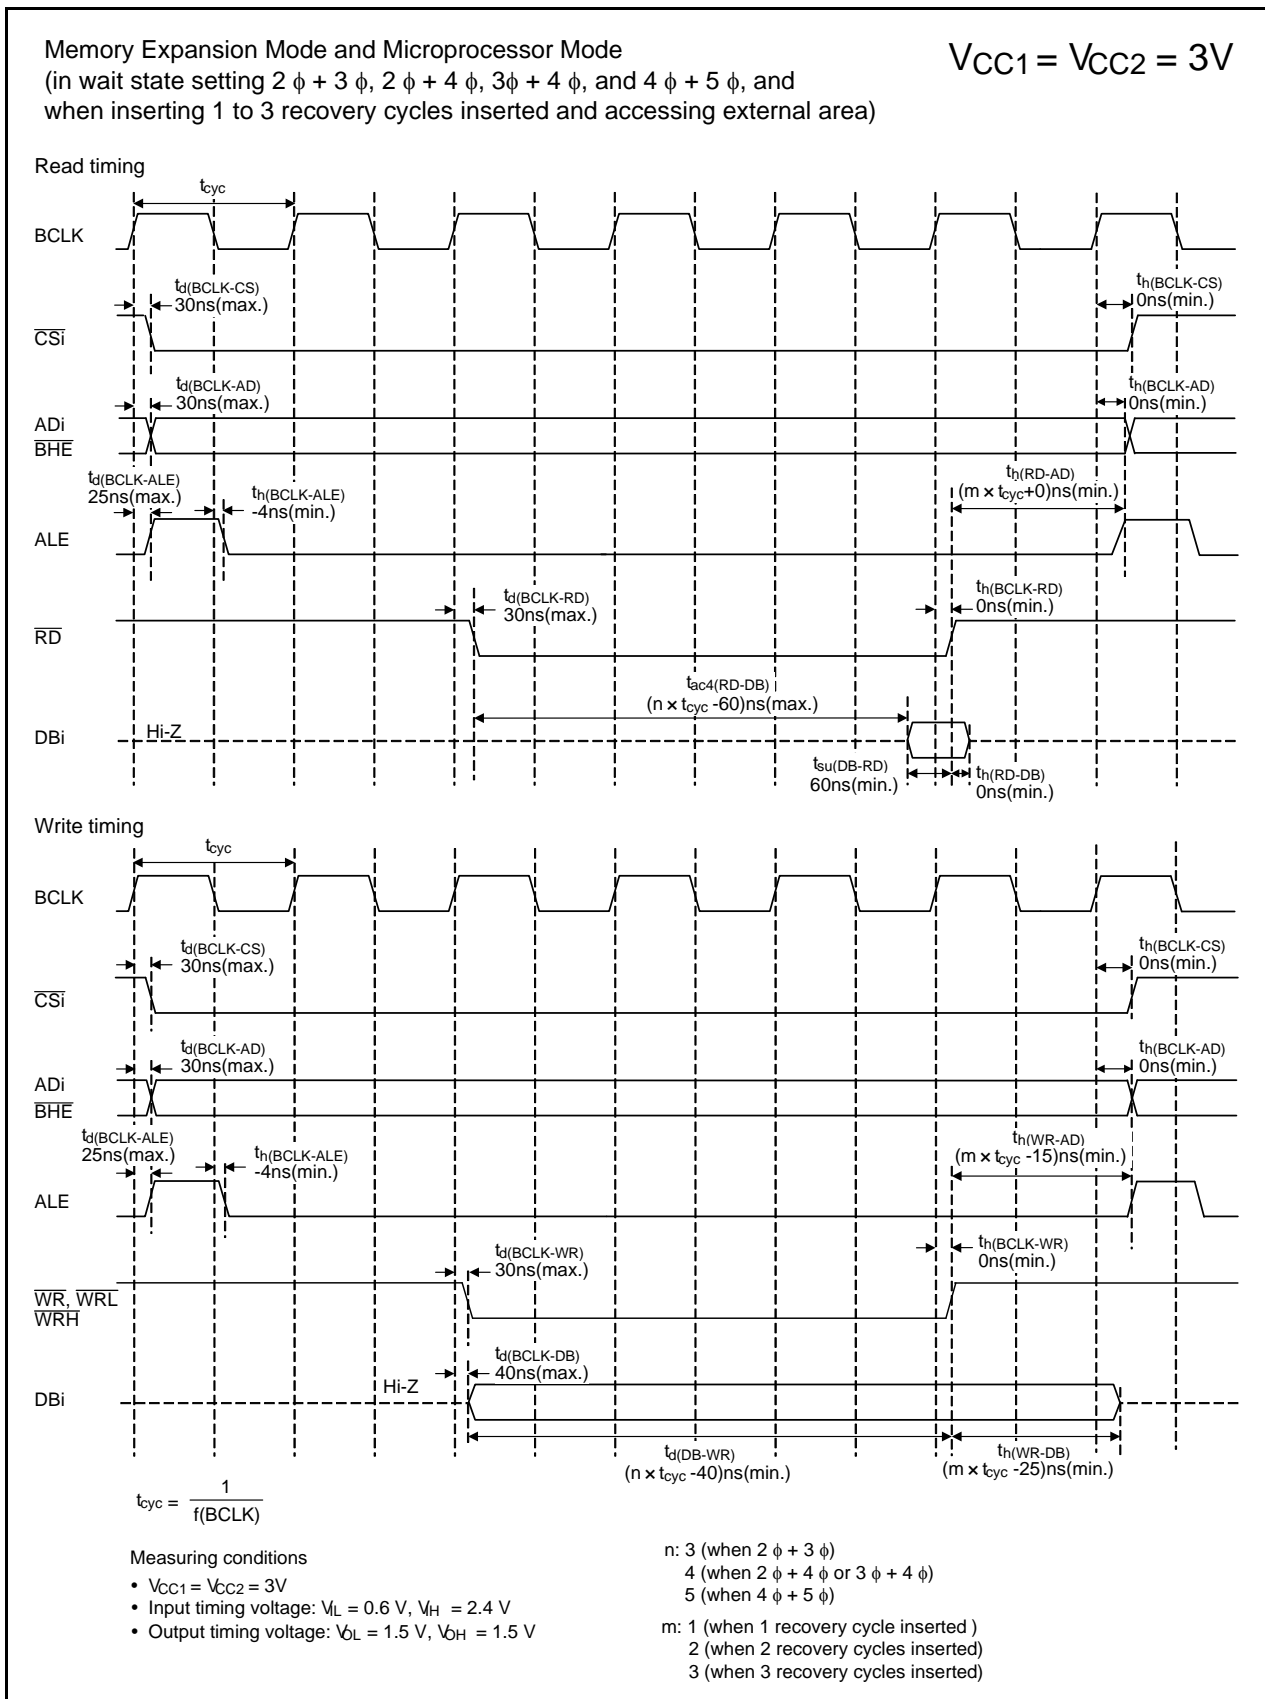 Memory Expansion Mode and Microprocessor Mode
(in wait state setting 2 ϕ + 3 ϕ, 2 ϕ + 4 ϕ, 3ϕ + 4 ϕ, and 4 ϕ + 5 ϕ, and
when inserting 1 to 3 recovery cycles inserted and accessing external area)
VCC1 = VCC2 = 3V
Read timing
tcyc
BCLK
td(BCLK-CS)
30ns(max.)
th(BCLK-CS)
0ns(min.)
CSi
td(BCLK-AD)
30ns(max.)
th(BCLK-AD)
0ns(min.)
ADi
BHE
td(BCLK-ALE)
25ns(max.)
th(BCLK-ALE)
-4ns(min.)
th(RD-AD)
(m × tcyc+0)ns(min.)
ALE
td(BCLK-RD)
30ns(max.)
th(BCLK-RD)
0ns(min.)
RD
tac4(RD-DB)
(n × tcyc -60)ns(max.)
DBi
Hi-Z
tsu(DB-RD)
60ns(min.)
th(RD-DB)
0ns(min.)
Write timing
tcyc
BCLK
td(BCLK-CS)
30ns(max.)
th(BCLK-CS)
0ns(min.)
CSi
td(BCLK-AD)
30ns(max.)
th(BCLK-AD)
0ns(min.)
ADi
BHE
td(BCLK-ALE)
25ns(max.)
th(BCLK-ALE)
-4ns(min.)
th(WR-AD)
(m × tcyc -15)ns(min.)
ALE
td(BCLK-WR)
30ns(max.)
th(BCLK-WR)
0ns(min.)
WR, WRL
WRH
td(BCLK-DB)
40ns(max.)
Hi-Z
DBi
td(DB-WR)
(n × tcyc -40)ns(min.)
th(WR-DB)
(m × tcyc -25)ns(min.)
tcyc = 1
f(BCLK)
Measuring conditions
• VCC1 = VCC2 = 3V
• Input timing voltage: VIL = 0.6 V, VIH = 2.4 V
• Output timing voltage: VOL = 1.5 V, VOH = 1.5 V
n: 3 (when 2 ϕ + 3 ϕ)
4 (when 2 ϕ + 4 ϕ or 3 ϕ + 4 ϕ)
5 (when 4 ϕ + 5 ϕ)
m: 1 (when 1 recovery cycle inserted )
2 (when 2 recovery cycles inserted)
3 (when 3 recovery cycles inserted)